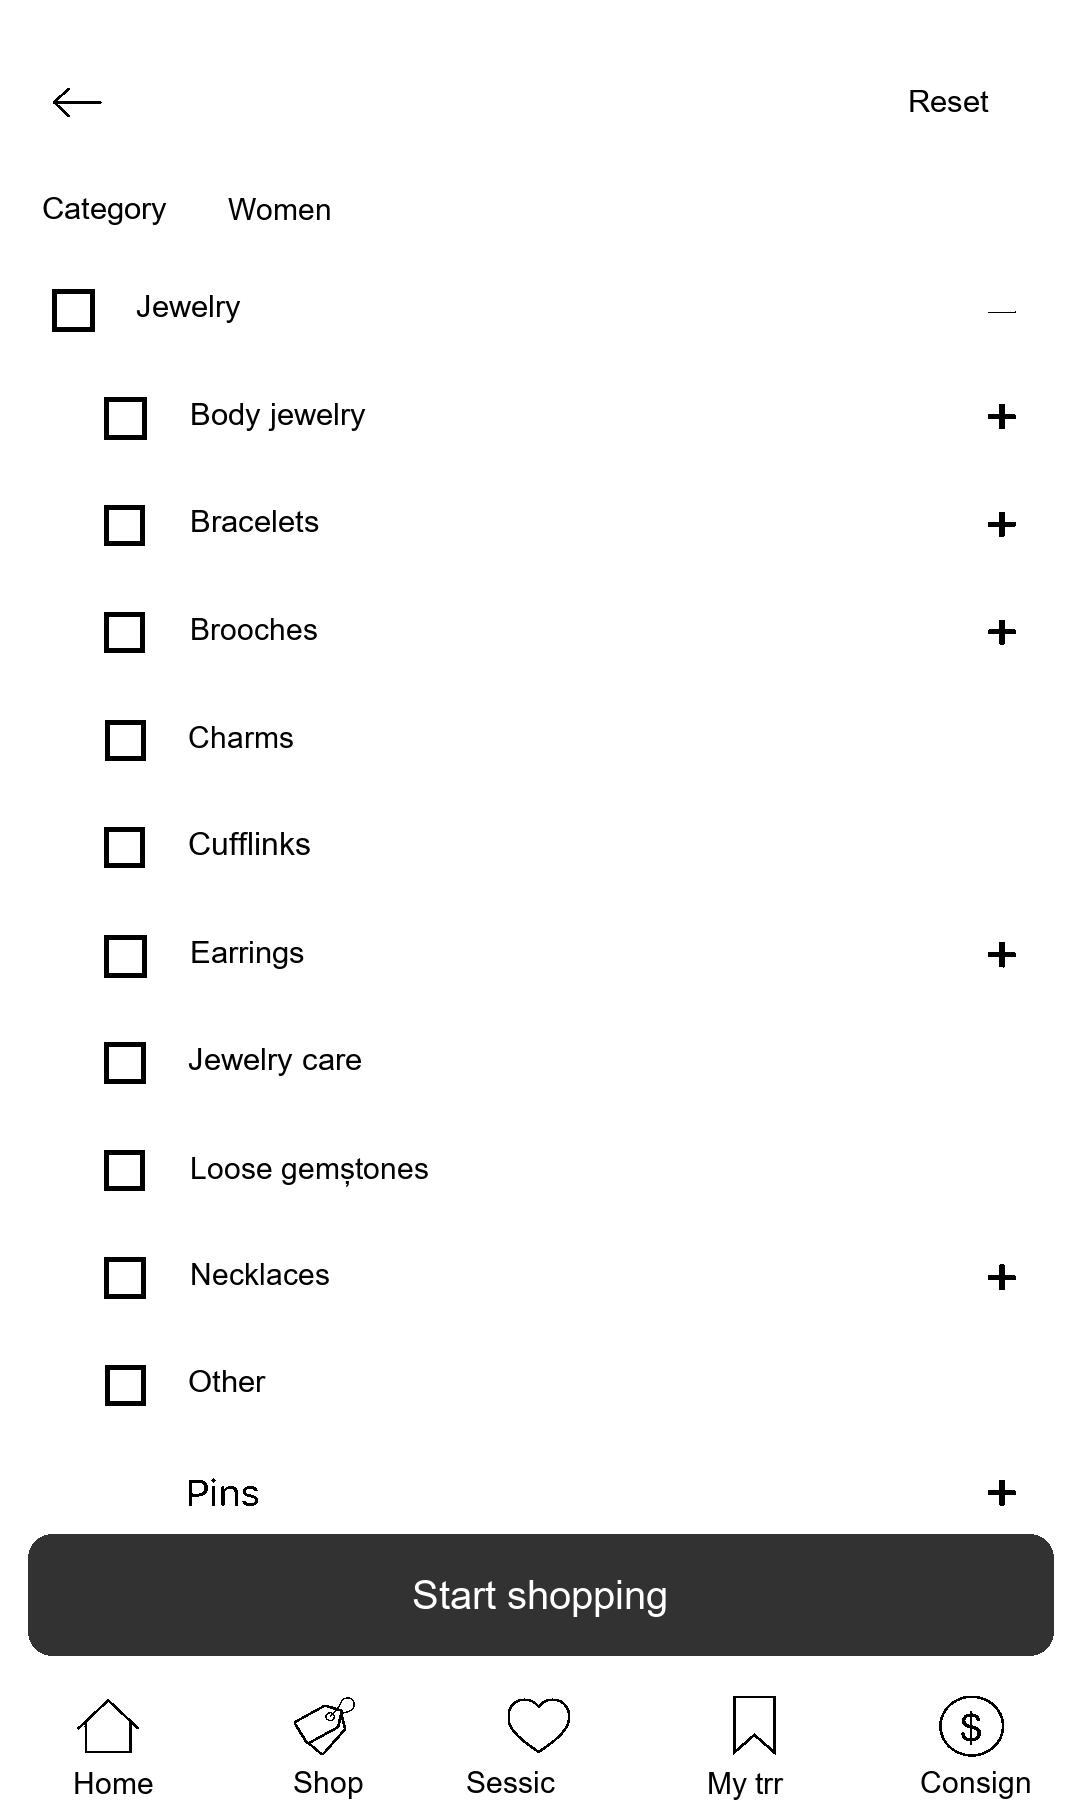 Reset
Category Women
Jewelry
Body jewelry
Bracelets
Brooches
Charms
Cufflinks
Earrings
Jewelry care
Loose gemștones
Necklaces
Other
Pins
Start shopping
$
Home Shop Sessic My trr Consign